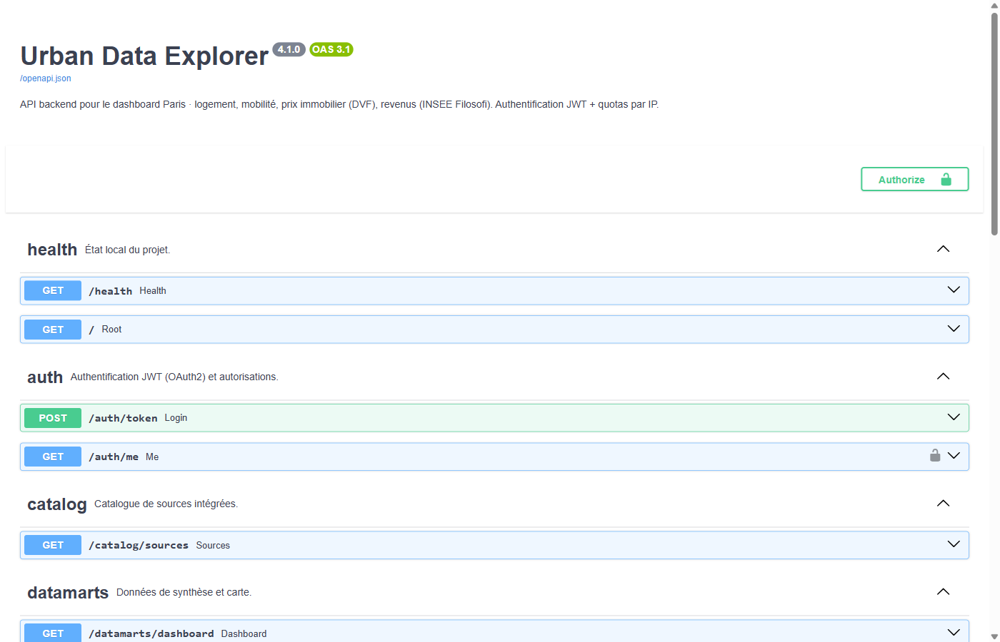 Urban Data Explorer 4.1.0 OAS 3.1
/openapi.json
API backend pour le dashboard Paris · logement, mobilité, prix immobilier (DVF), revenus (INSEE Filosofi). Authentification JWT + quotas par IP.
Authorize
health État local du projet.
GET /health Health
GET / Root
auth Authentification JWT (OAuth2) et autorisations.
POST /auth/token Login
GET /auth/me Me
catalog Catalogue de sources intégrées.
GET /catalog/sources Sources
datamarts Données de synthèse et carte.
GET /datamarts/dashboard Dashboard